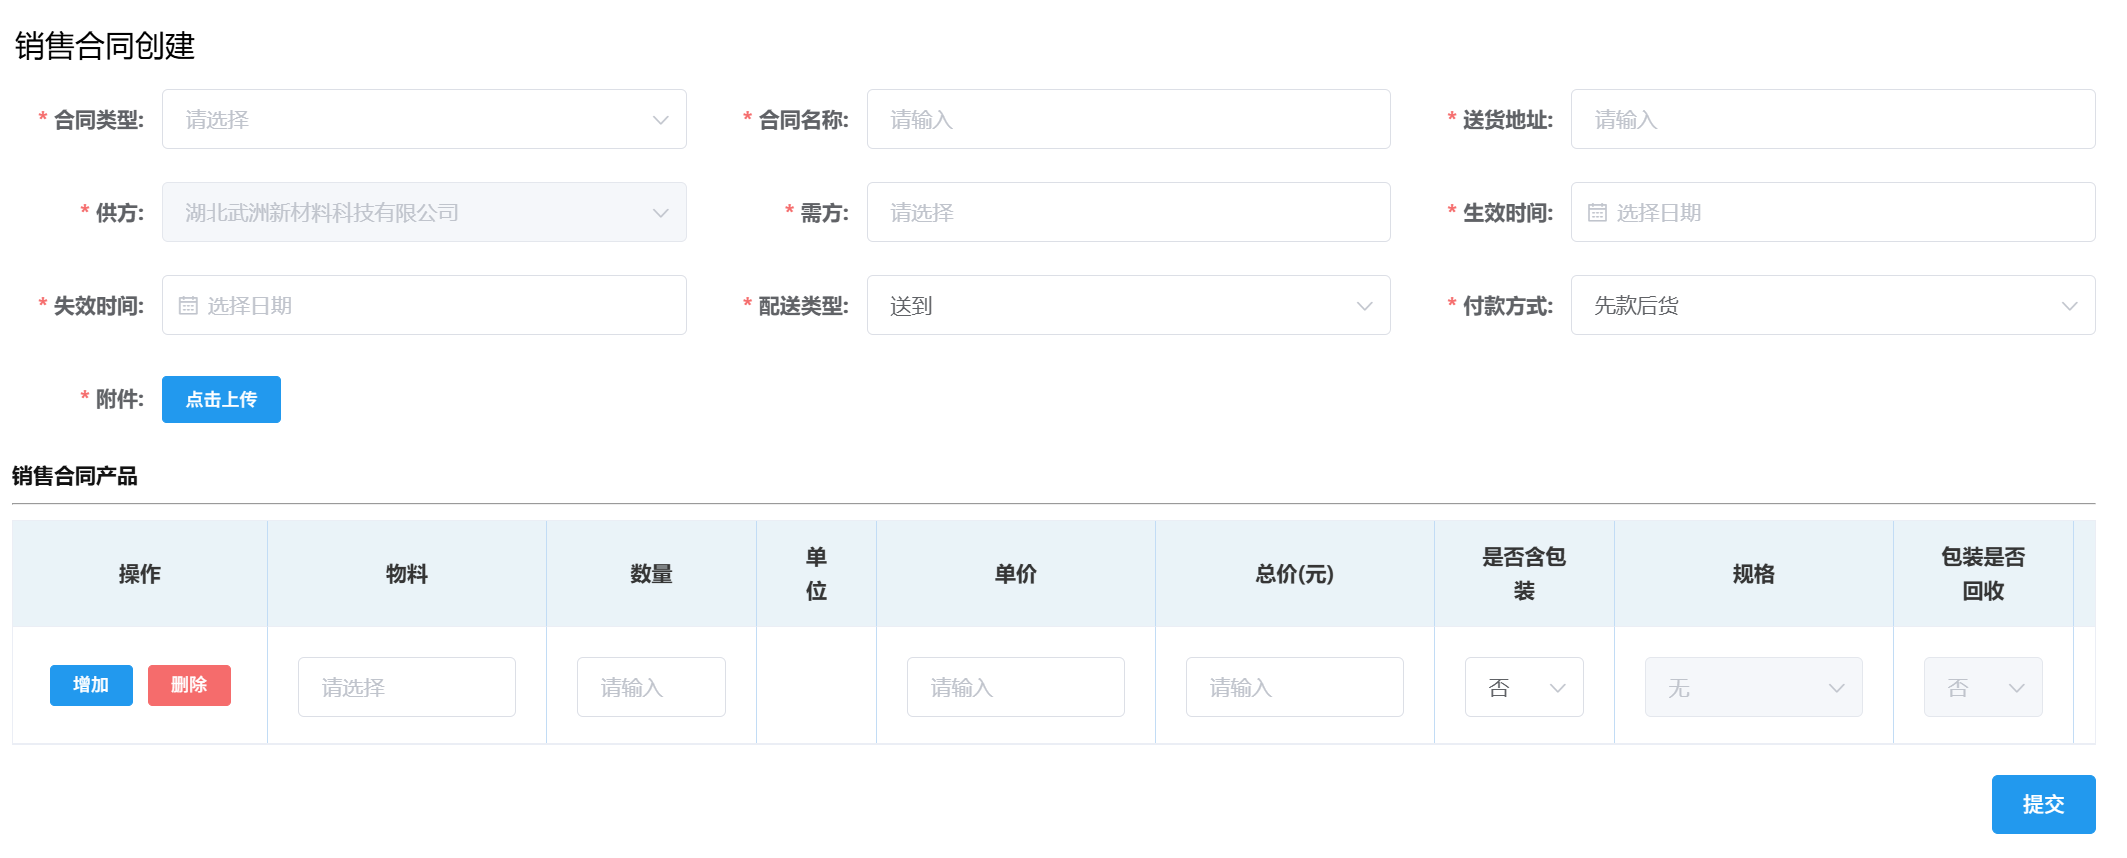 销售合同创建
* 合同类型: 请选择 * 合同名称: 请输入 * 送货地址: 请输入
* 供方: 湖北武洲新材料科技有限公司 * 需方: 请选择 * 生效时间: 选择日期
* 失效时间: 选择日期 * 配送类型: 送到 * 付款方式: 先款后货
* 附件: 点击上传
销售合同产品
操作 物料 数量 单位 单价 总价(元) 是否含包装 规格 包装是否回收
增加 删除 请选择 请输入 请输入 请输入 否 无 否
提交